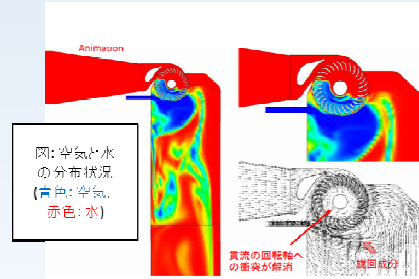 Animation
図: 空気と水
の分布状況
(青色: 空気,
赤色: 水)
貫流の回転軸へ
の衝突が解消
旋回成分